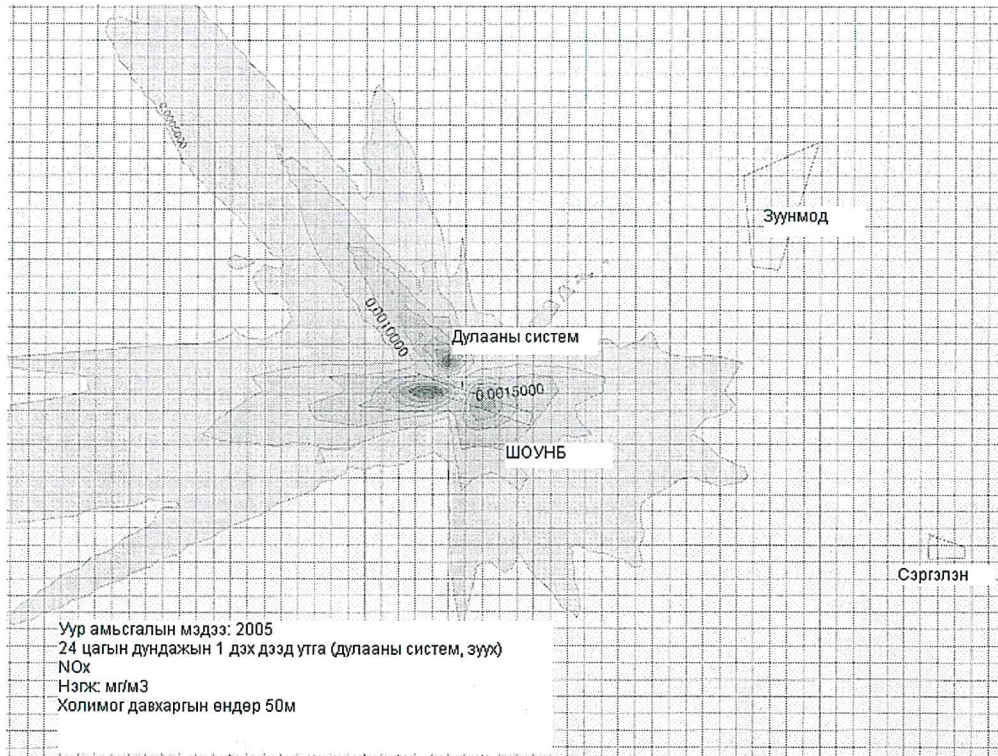 0.0005000
Зуунмод
0.0010000
Дулааны систем
0.0015000
ШОУНБ
Сэргэлэн
Уур амьсгалын мэдээ: 2005
24 цагын дундажын 1 дэх дээд утга (дулааны систем, зуух)
NOx
Нэгж: мг/м3
Холимог давхаргын өндөр 50м